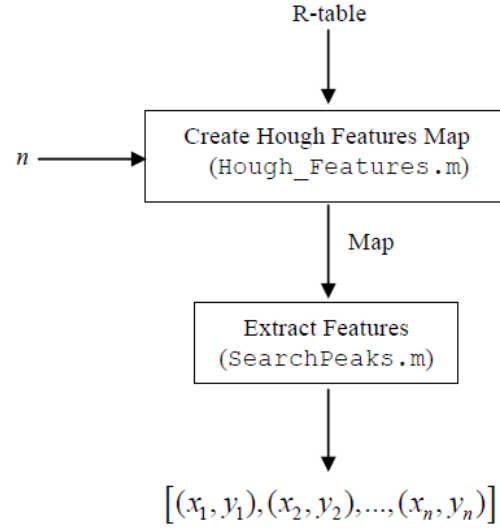 R-table
Create Hough Features Map
n
(Hough_Features.m)
Map
Extract Features
(SearchPeaks.m)
[(x₁, y₁),(x₂, y₂),...,(xₙ, yₙ)]